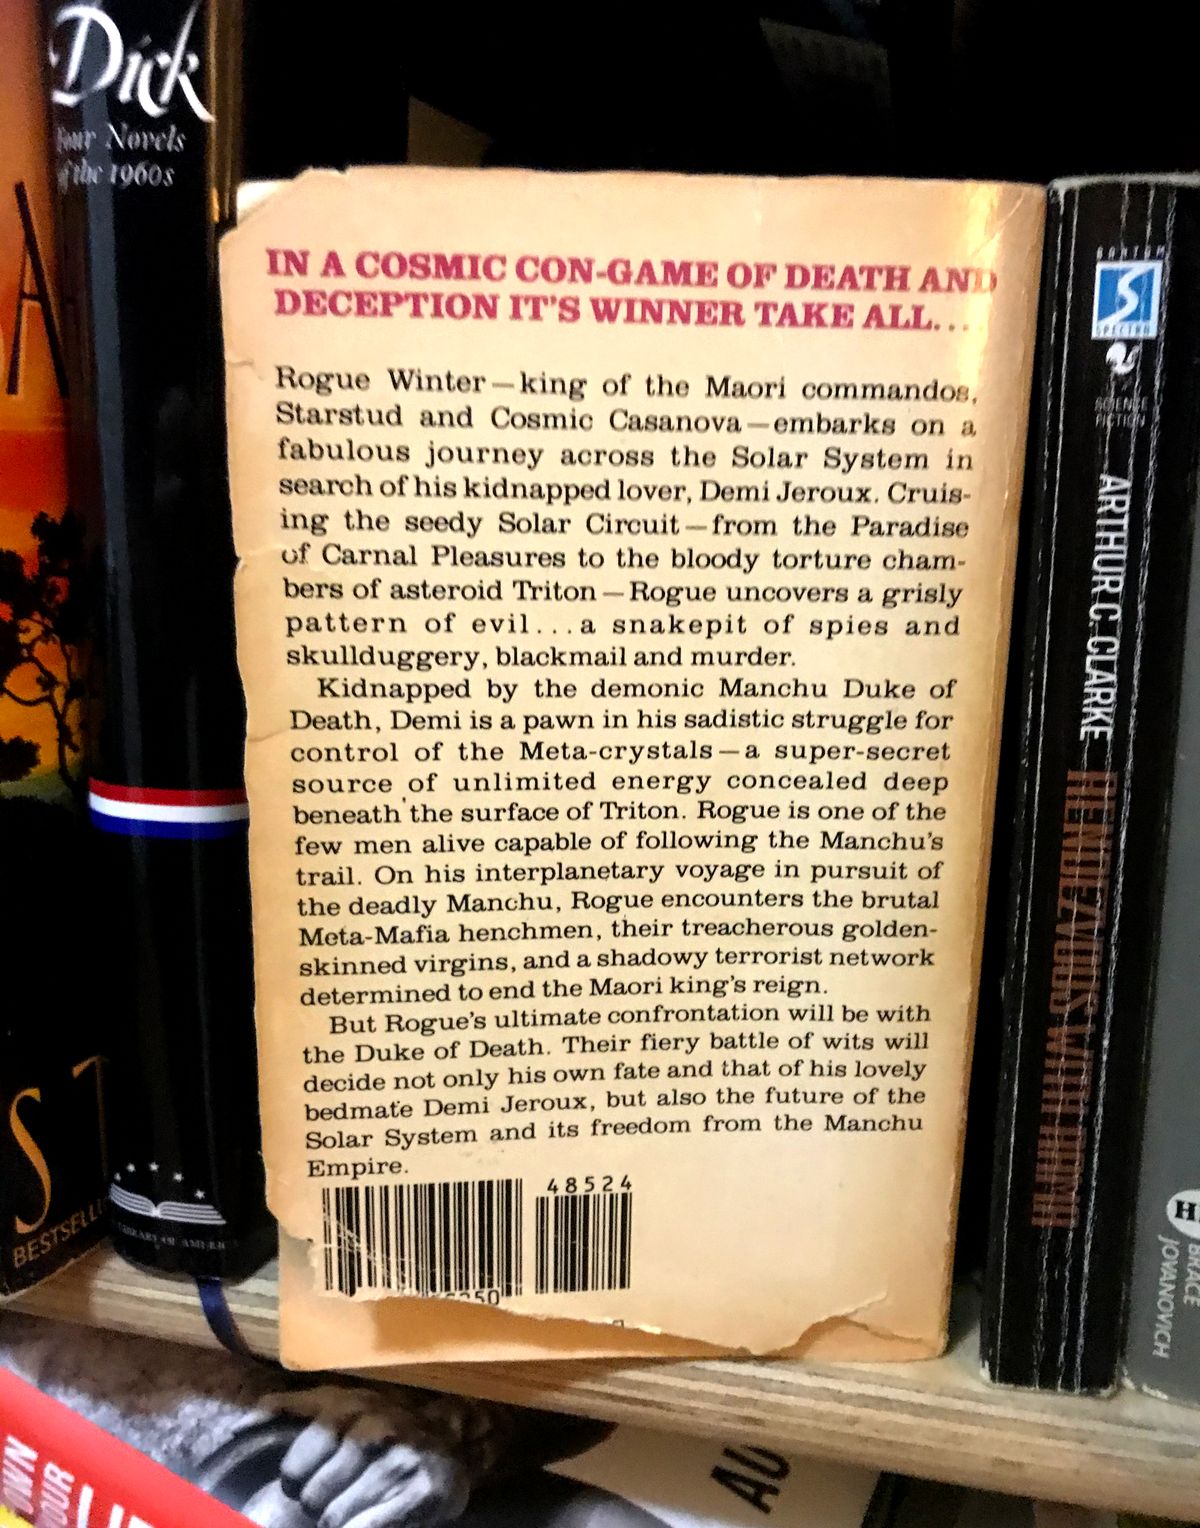 Dick
Four Novels
of the 1960s
IN A COSMIC CON-GAME OF DEATH AND
DECEPTION IT'S WINNER TAKE ALL...
Rogue Winter—king of the Maori commandos,
Starstud and Cosmic Casanova—embarks on a
fabulous journey across the Solar System in
search of his kidnapped lover, Demi Jeroux. Cruis-
ing the seedy Solar Circuit—from the Paradise
of Carnal Pleasures to the bloody torture cham-
bers of asteroid Triton—Rogue uncovers a grisly
pattern of evil...a snakepit of spies and
skullduggery, blackmail and murder.
Kidnapped by the demonic Manchu Duke of
Death, Demi is a pawn in his sadistic struggle for
control of the Meta-crystals—a super-secret
source of unlimited energy concealed deep
beneath the surface of Triton. Rogue is one of the
few men alive capable of following the Manchu's
trail. On his interplanetary voyage in pursuit of
the deadly Manchu, Rogue encounters the brutal
Meta-Mafia henchmen, their treacherous golden-
skinned virgins, and a shadowy terrorist network
determined to end the Maori king's reign.
But Rogue's ultimate confrontation will be with
the Duke of Death. Their fiery battle of wits will
decide not only his own fate and that of his lovely
bedmate Demi Jeroux, but also the future of the
Solar System and its freedom from the Manchu
Empire.
48524
BANTAM
SPECTRA
SCIENCE
FICTION
ARTHUR C. CLARKE
RENDEZVOUS WITH RAMA
BRACE
JOVANOVICH
LIBRARY OF AMERICA